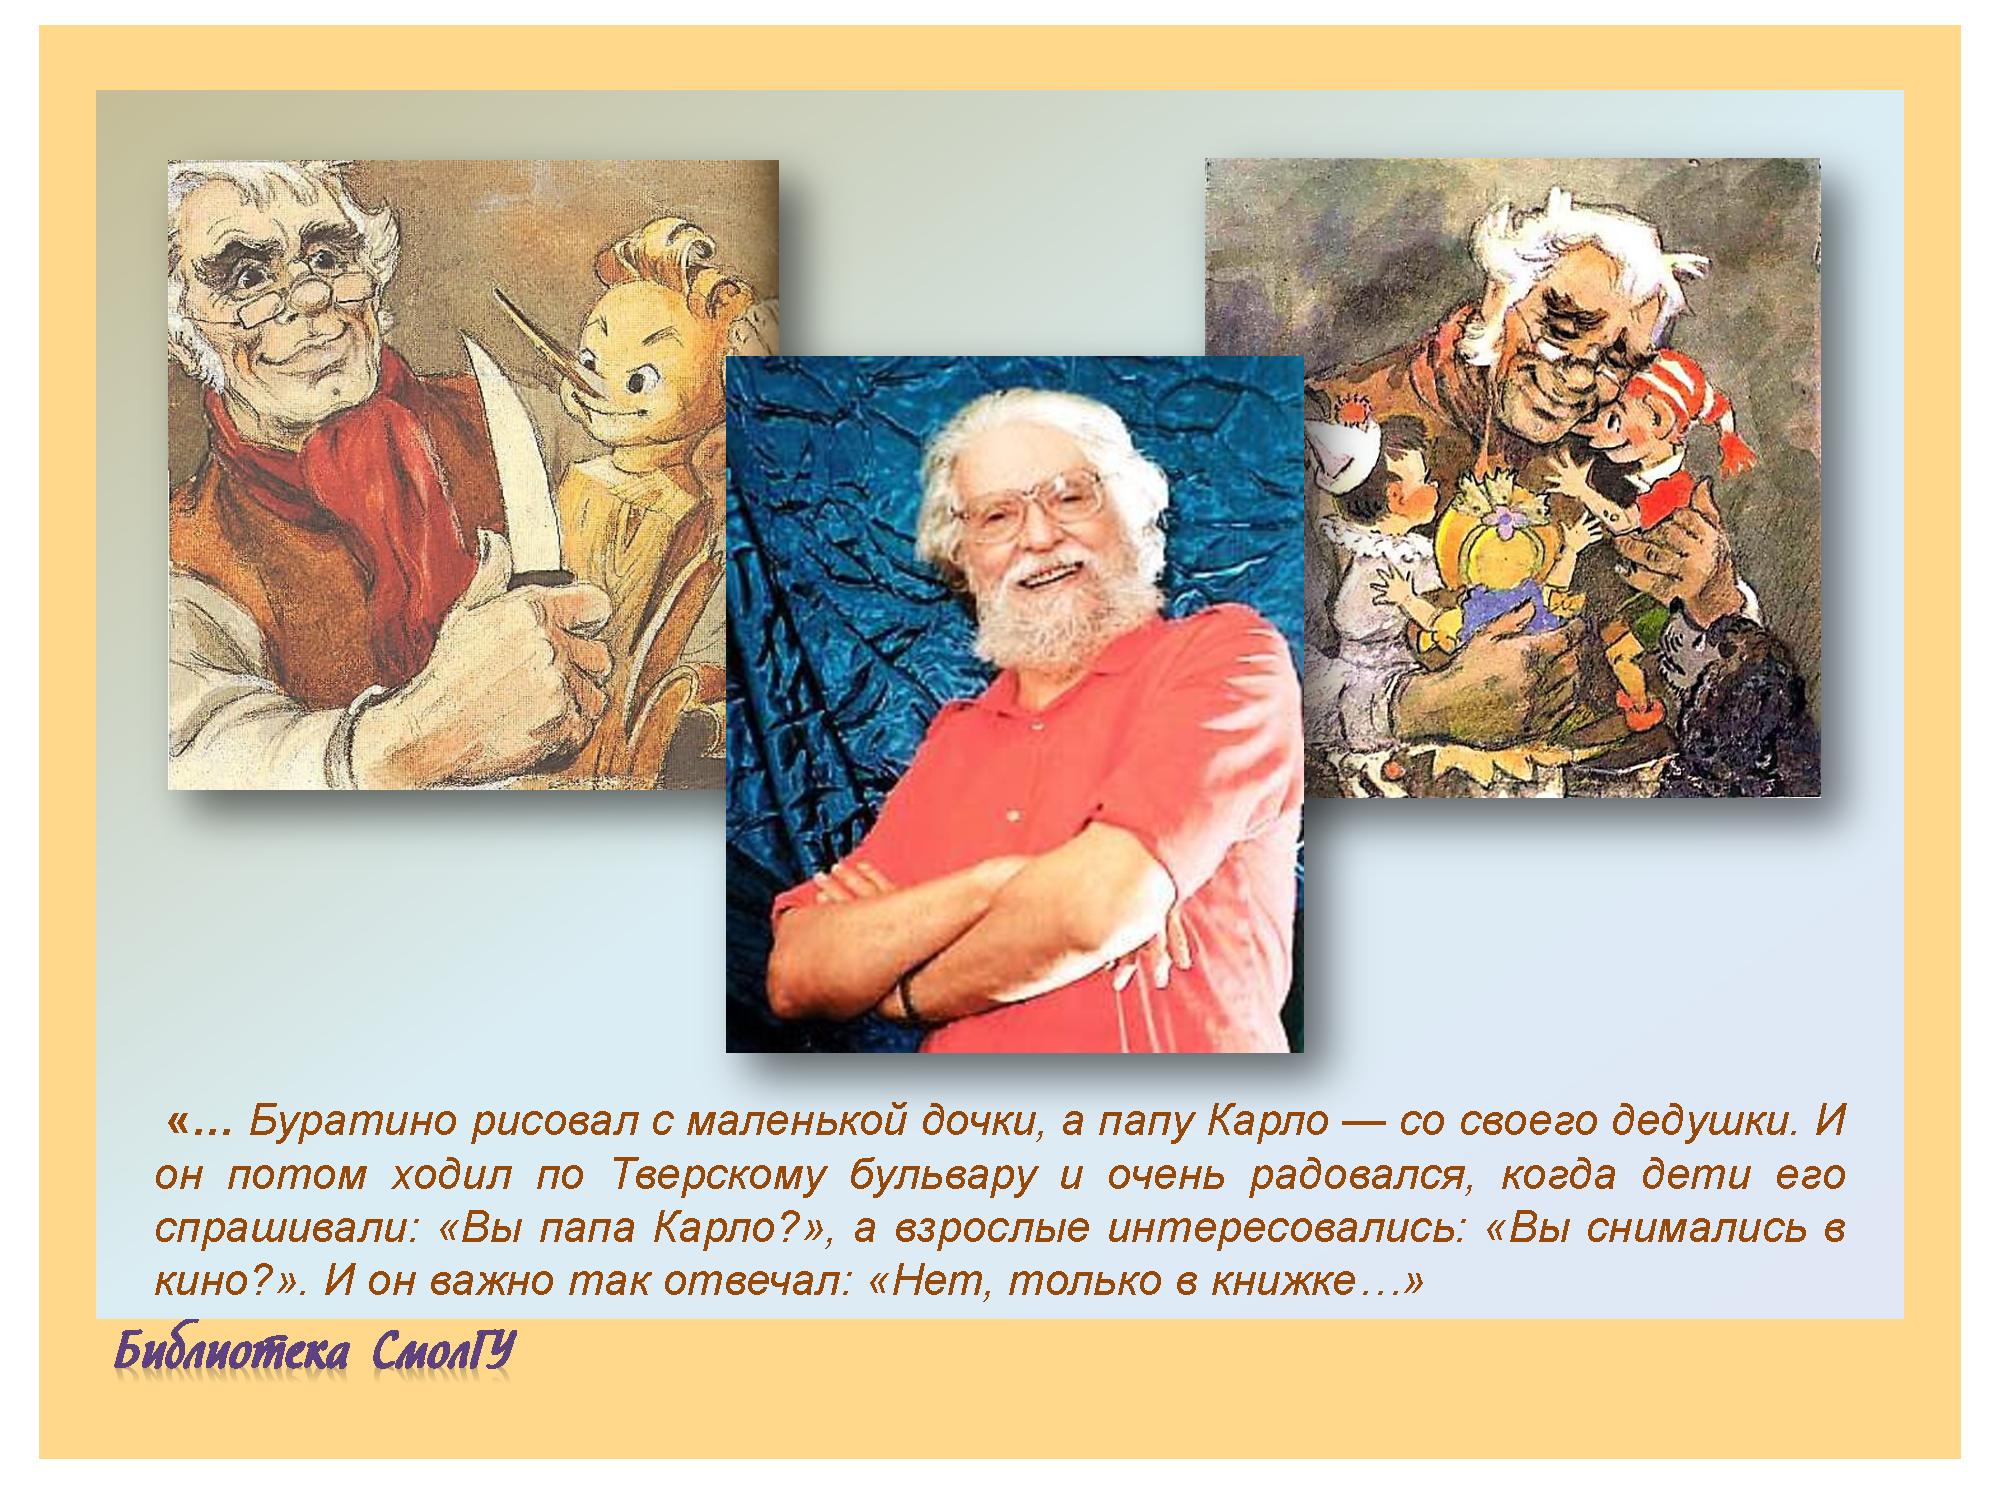 «… Буратино рисовал с маленькой дочки, а папу Карло — со своего дедушки. И
он потом ходил по Тверскому бульвару и очень радовался, когда дети его
спрашивали: «Вы папа Карло?», а взрослые интересовались: «Вы снимались в
кино?». И он важно так отвечал: «Нет, только в книжке…»
Библиотека СмолГУ